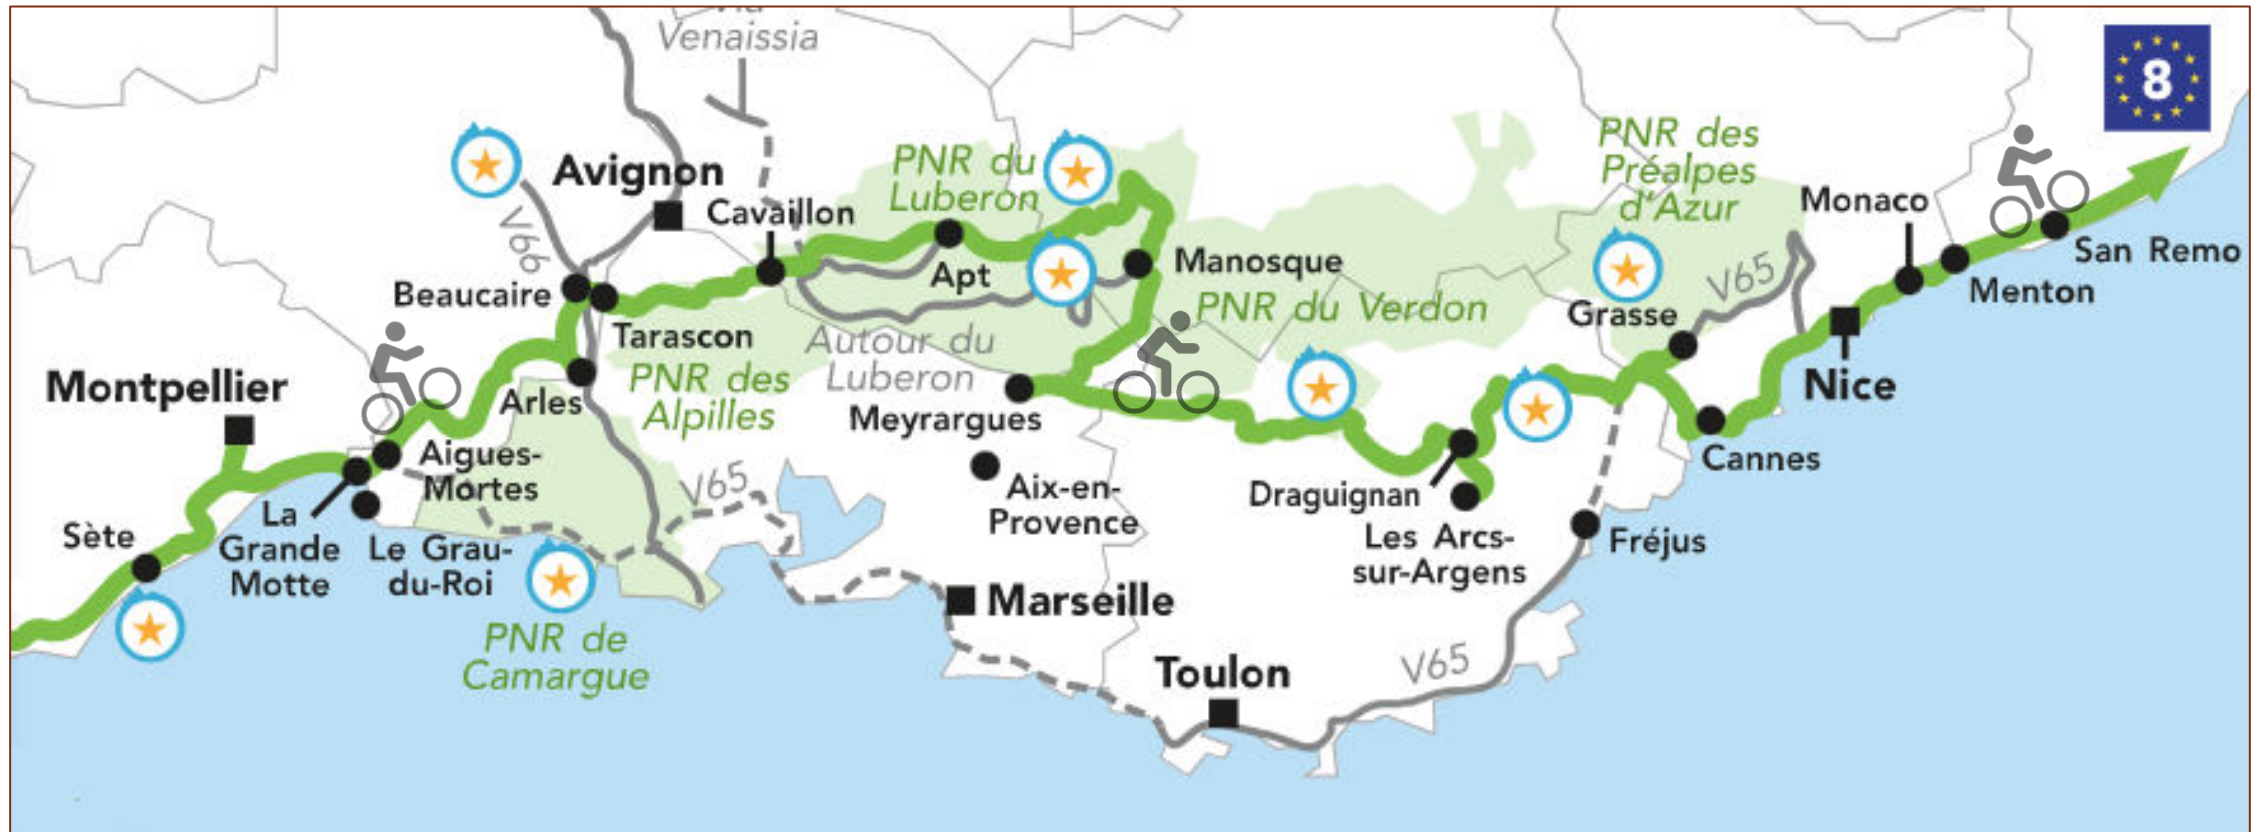 Venaissia
8
PNR des
Préalpes
d'Azur
PNR du
Luberon
Avignon
Cavaillon
Monaco
V66
San Remo
Manosque
Apt
V65
Menton
Beaucaire
PNR du Verdon
Grasse
Tarascon
Autour du
Luberon
PNR des
Alpilles
Montpellier
Arles
Nice
Meyrargues
Aigues-
Mortes
Cannes
V65
Aix-en-
Provence
Draguignan
La
Grande
Motte
Sète
Le Grau-
du-Roi
Les Arcs-
sur-Argens
Fréjus
Marseille
PNR de
Camargue
Toulon
V65